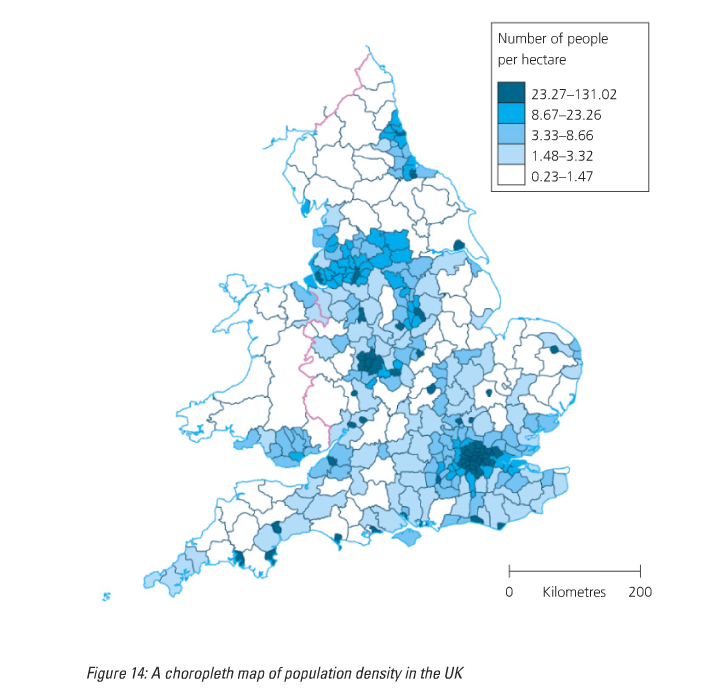 Number of people
per hectare
23.27–131.02
8.67–23.26
3.33–8.66
1.48–3.32
0.23–1.47
0 Kilometres 200
Figure 14: A choropleth map of population density in the UK